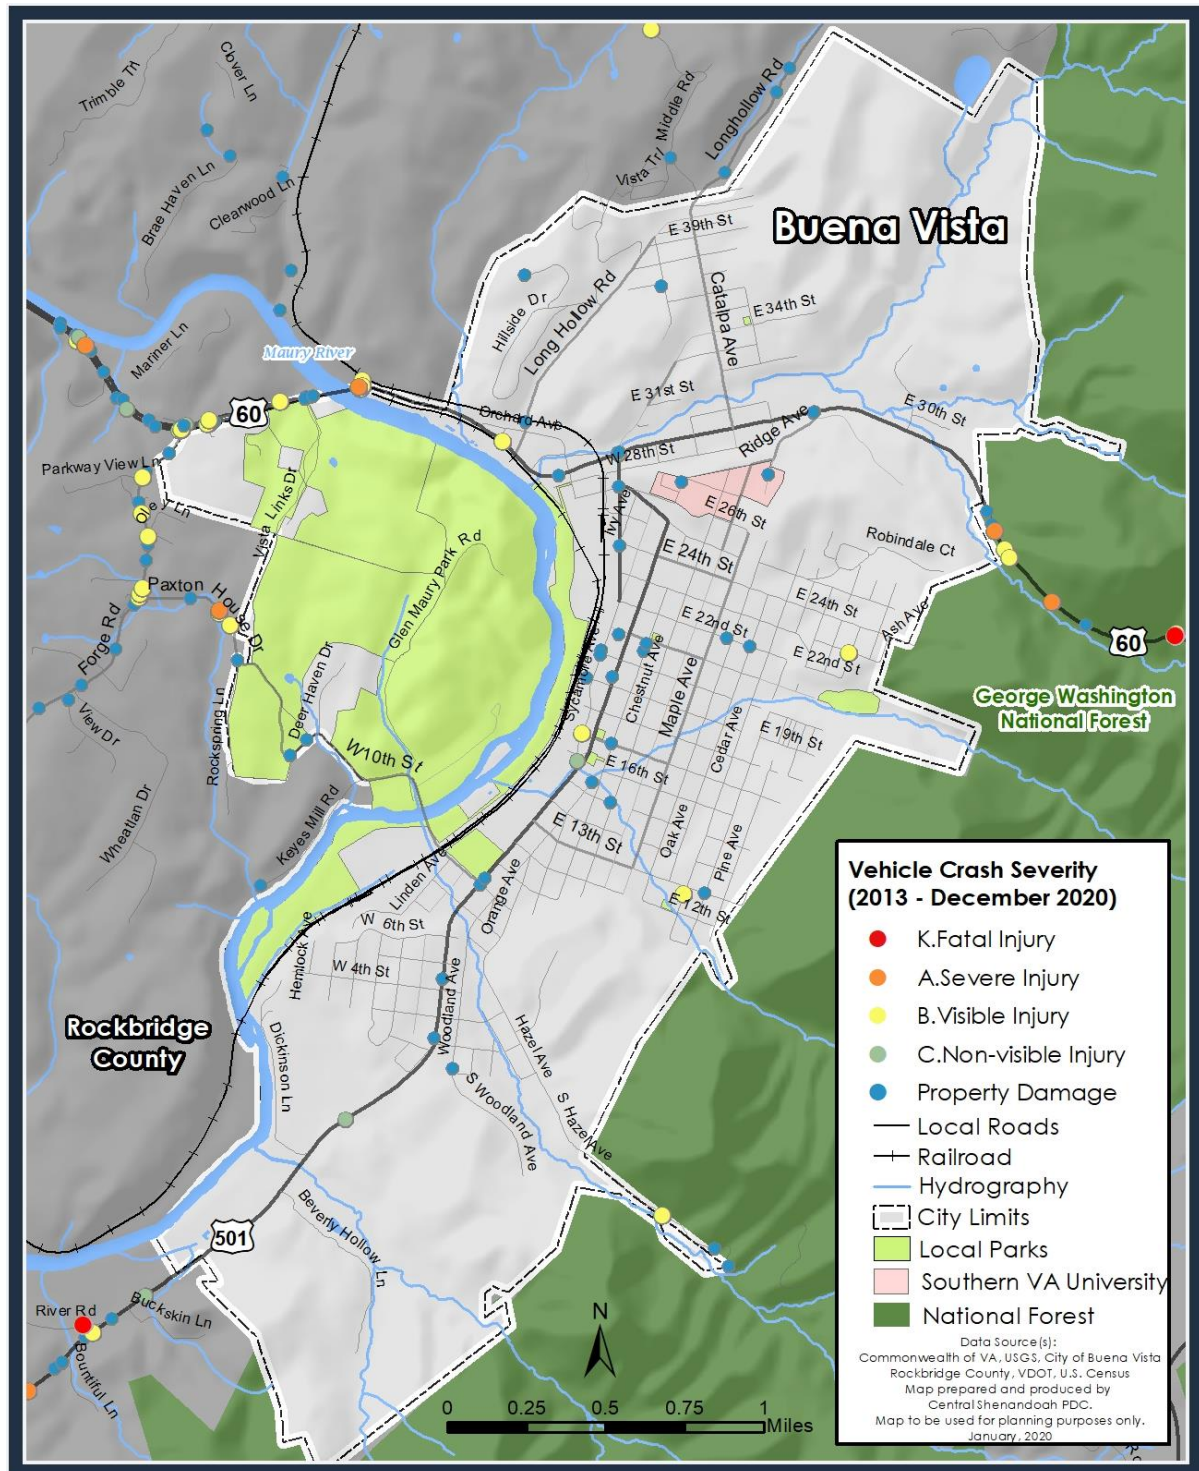 Trimble Trl
Clover Ln
Middle Rd
Longhollow Rd
Vista Trl
Brae Haven Ln
Clearwood Ln
E 39th St
Buena Vista
Hillside Dr
Long Hollow Rd
Catalpa Ave
E 34th St
Mariner Ln
Maury River
E 31st St
60
Orchard Ave
Ridge Ave
E 30th St
W 28th St
Parkway View Ln
Vista Links Dr
Ivy Ave
E 26th St
Glen Maury Park Rd
E 24th St
Robindale Ct
Paxton House Dr
E 24th St
Ash Ave
Forge Rd
E 22nd St
E 22nd St
60
Deer Haven Dr
Sycamore Ave
Chestnut Ave
Maple Ave
George Washington
National Forest
View Dr
Rockspring Ln
W 10th St
Cedar Ave
E 19th St
E 16th St
Wheatlan Dr
Keyes Mill Rd
E 13th St
Oak Ave
Pine Ave
Linden Ave
Orange Ave
E 12th St
W 6th St
Hemlock Ave
W 4th St
Woodland Ave
Rockbridge
County
Dickinson Ln
Hazel Ave
S Woodland Ave
S Hazel Ave
Beverly Hollow Ln
501
River Rd
Buckskin Ln
Bountiful Ln
N
0 0.25 0.5 0.75 1
Miles
Vehicle Crash Severity
(2013 - December 2020)
K.Fatal Injury
A.Severe Injury
B.Visible Injury
C.Non-visible Injury
Property Damage
Local Roads
Railroad
Hydrography
City Limits
Local Parks
Southern VA University
National Forest
Data Source(s):
Commonwealth of VA, USGS, City of Buena Vista
Rockbridge County, VDOT, U.S. Census
Map prepared and produced by
Central Shenandoah PDC.
Map to be used for planning purposes only.
January, 2020